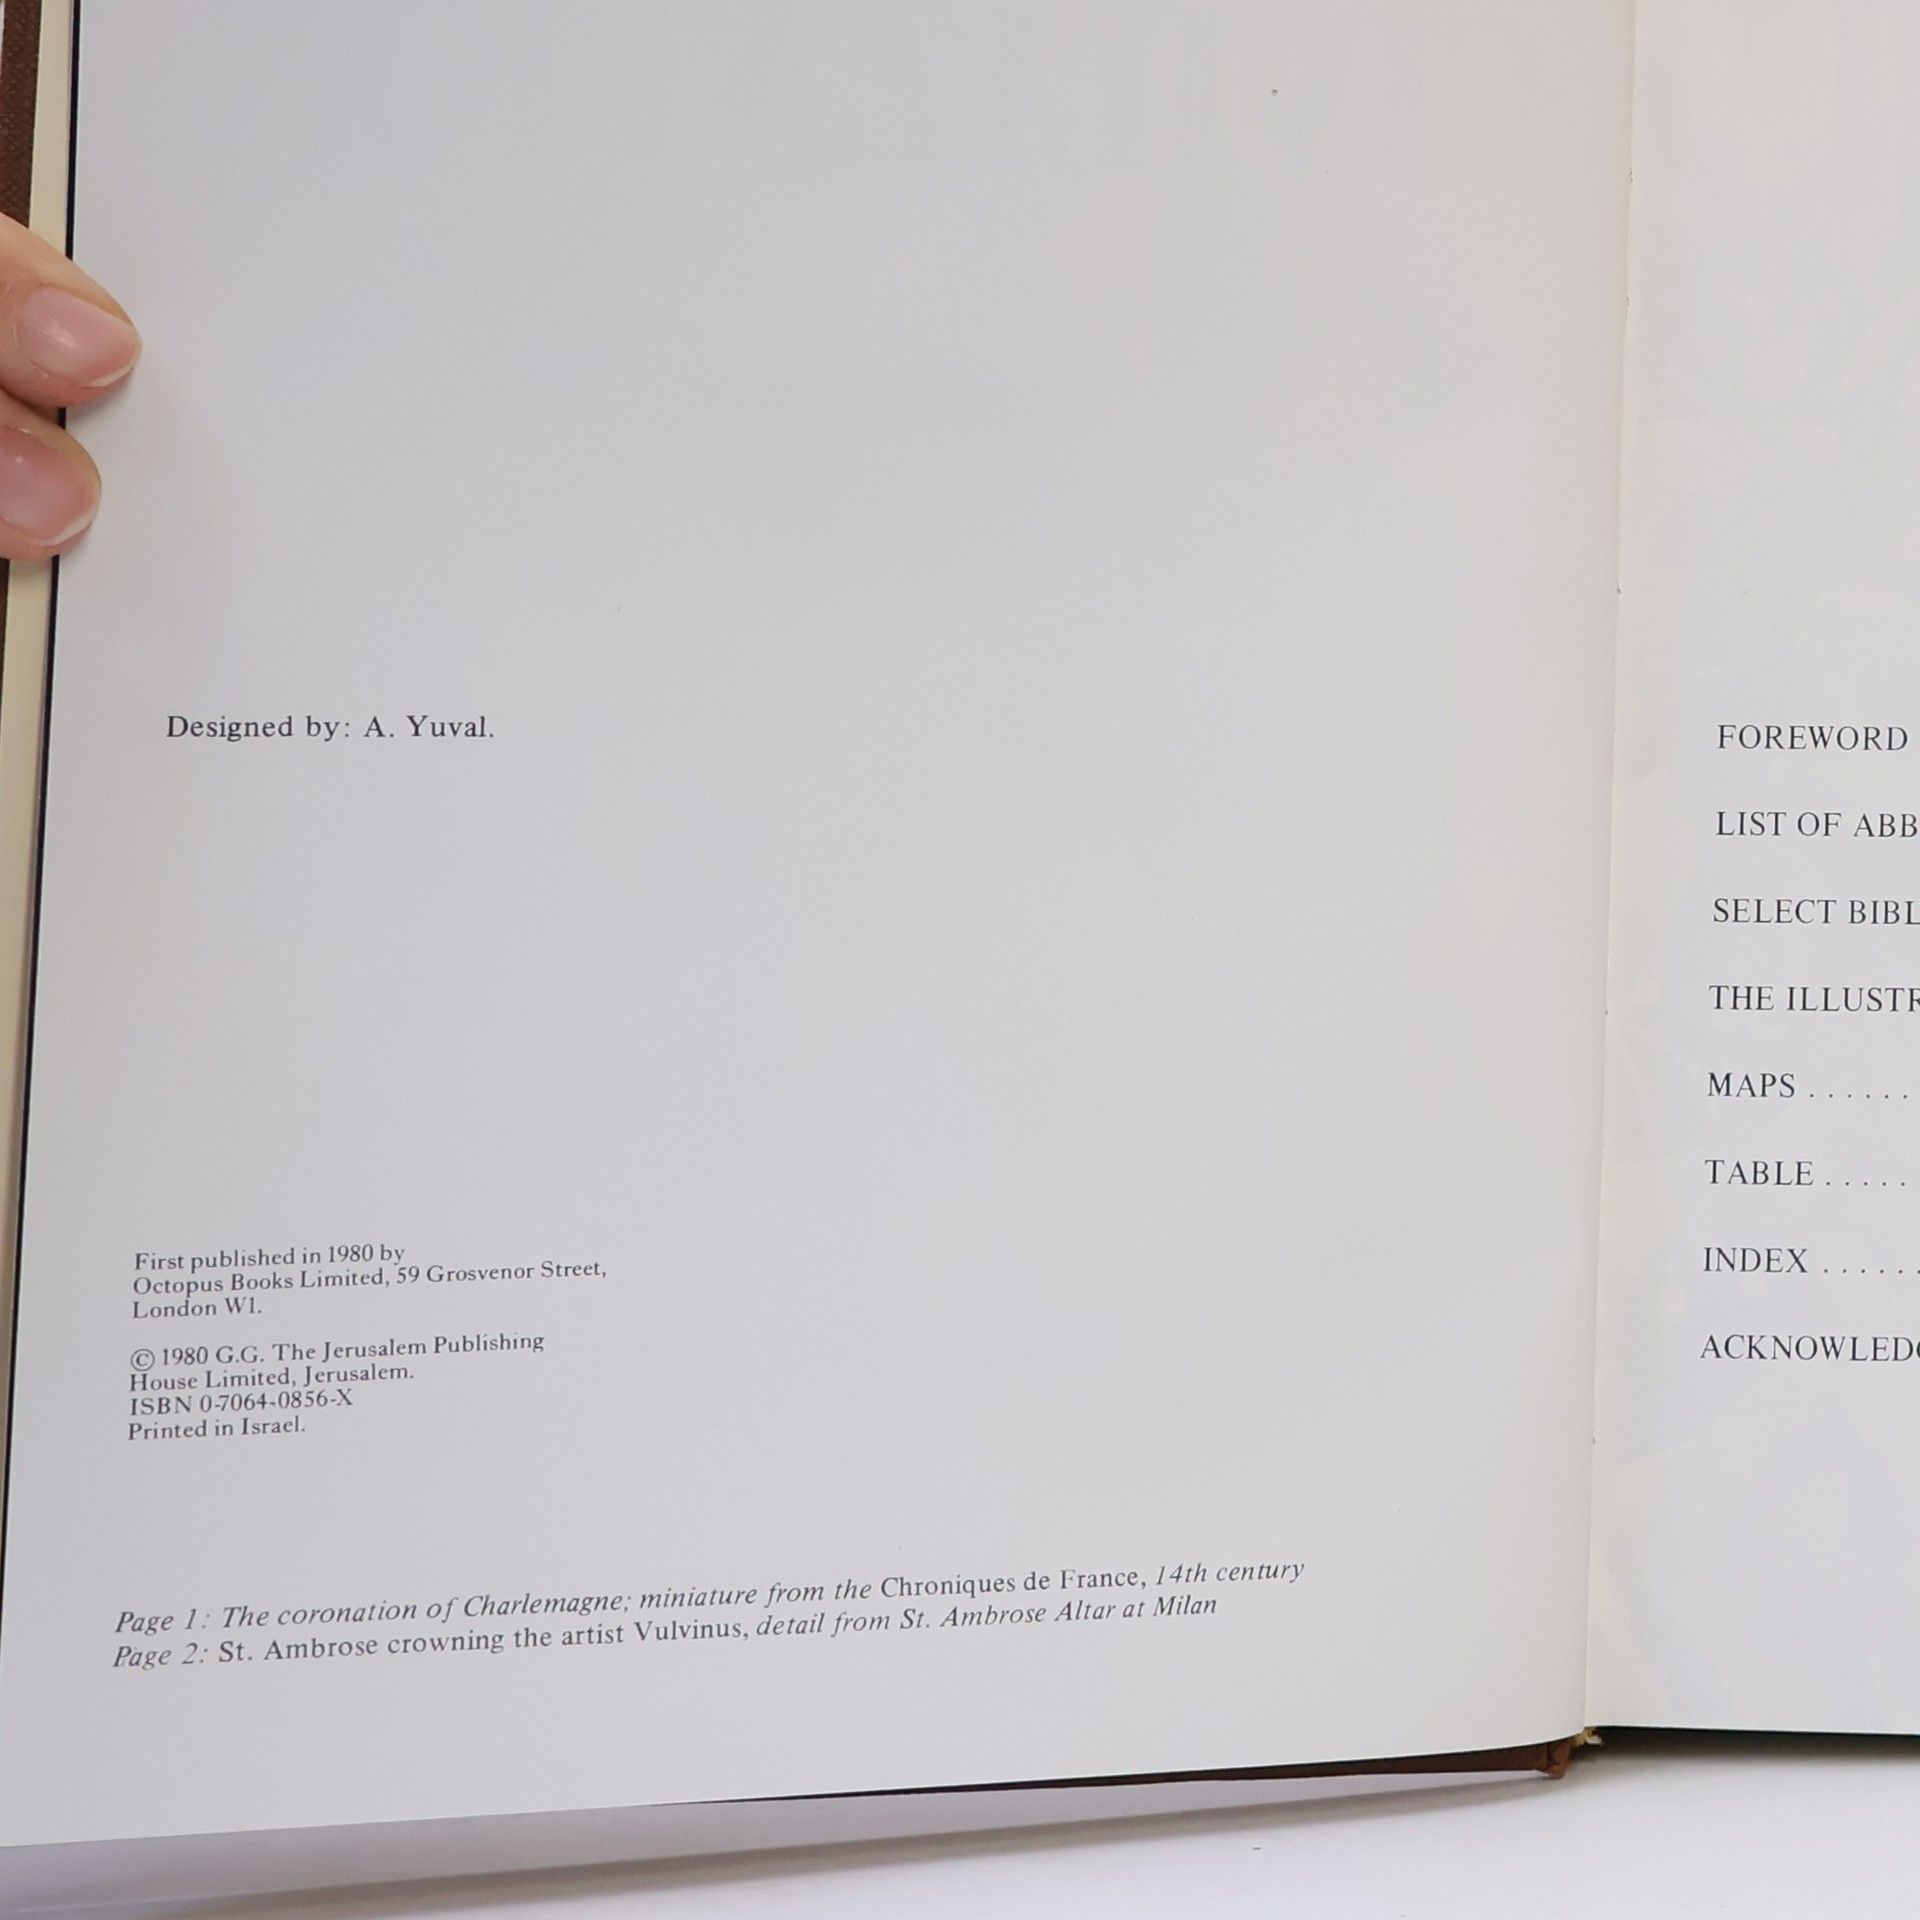 Designed by: A. Yuval.
First published in 1980 by
Octopus Books Limited, 59 Grosvenor Street,
London W1.
© 1980 G.G. The Jerusalem Publishing
House Limited, Jerusalem.
ISBN 0-7064-0856-X
Printed in Israel.
Page 1: The coronation of Charlemagne; miniature from the Chroniques de France, 14th century
Page 2: St. Ambrose crowning the artist Vulvinus, detail from St. Ambrose Altar at Milan
FOREWORD
LIST OF ABB
SELECT BIBL
THE ILLUSTR
MAPS ......
TABLE .....
INDEX ......
ACKNOWLEDG